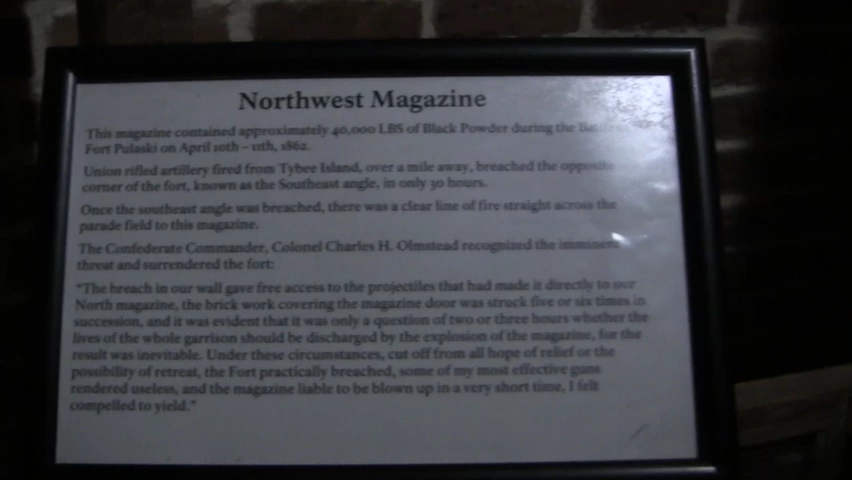 Northwest Magazine
This magazine contained approximately 40,000 LBS of Black Powder during the Battle of
Fort Pulaski on April 10th – 11th, 1862.
Union rifled artillery fired from Tybee Island, over a mile away, breached the opposite
corner of the fort, known as the Southeast angle, in only 30 hours.
Once the southeast angle was breached, there was a clear line of fire straight across the
parade field to this magazine.
The Confederate Commander, Colonel Charles H. Olmstead recognized the imminent
threat and surrendered the fort:
"The breach in our wall gave free access to the projectiles that had made it directly to our
North magazine, the brick work covering the magazine door was struck five or six times in
succession, and it was evident that it was only a question of two or three hours whether the
lives of the whole garrison should be discharged by the explosion of the magazine, for the
result was inevitable. Under these circumstances, cut off from all hope of relief or the
possibility of retreat, the Fort practically breached, some of my most effective guns
rendered useless, and the magazine liable to be blown up in a very short time, I felt
compelled to yield."